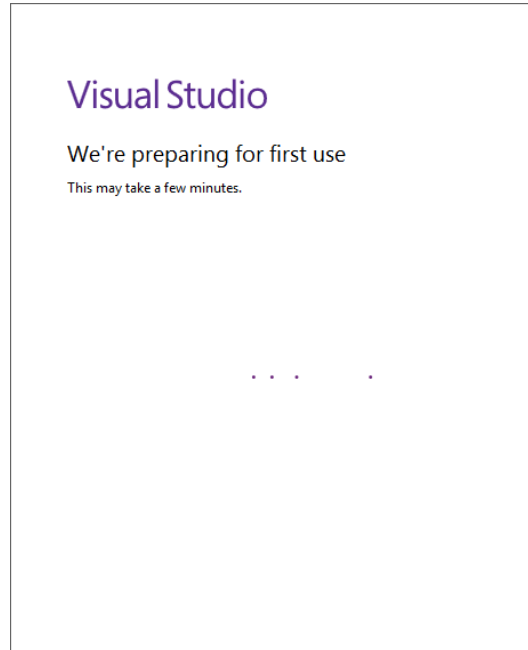 Visual Studio
We're preparing for first use
This may take a few minutes.